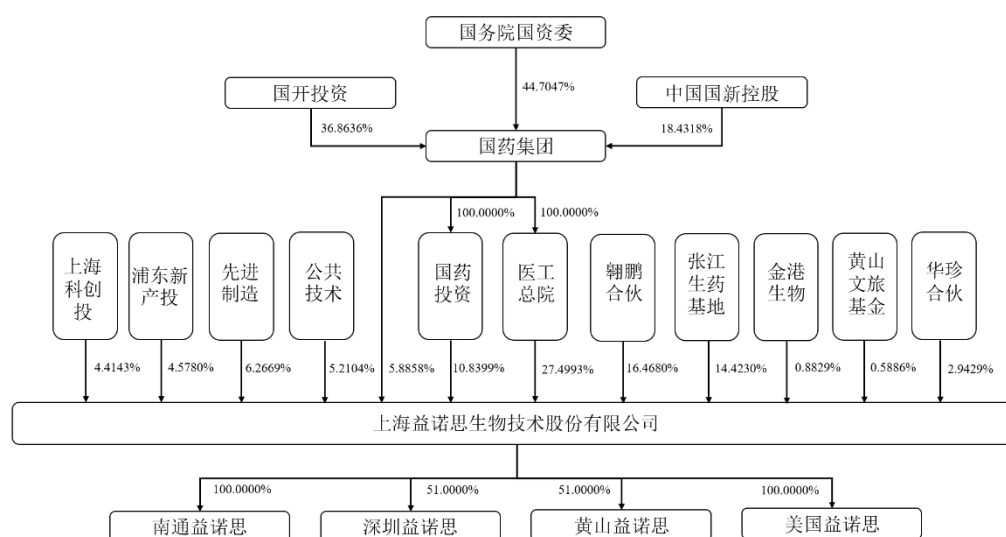 国务院国资委
44.7047%
国开投资
中国国新控股
36.8636%
18.4318%
国药集团
100.0000%
100.0000%
上海
科创
投
浦东新
产投
先进
制造
公共
技术
国药
投资
医工
总院
翱鹏
合伙
张江
生药
基地
金港
生物
黄山
文旅
基金
华珍
合伙
4.4143%
4.5780%
6.2669%
5.2104%
5.8858%
10.8399%
27.4993%
16.4680%
14.4230%
0.8829%
0.5886%
2.9429%
上海益诺思生物技术股份有限公司
100.0000%
51.0000%
51.0000%
100.0000%
南通益诺思
深圳益诺思
黄山益诺思
美国益诺思